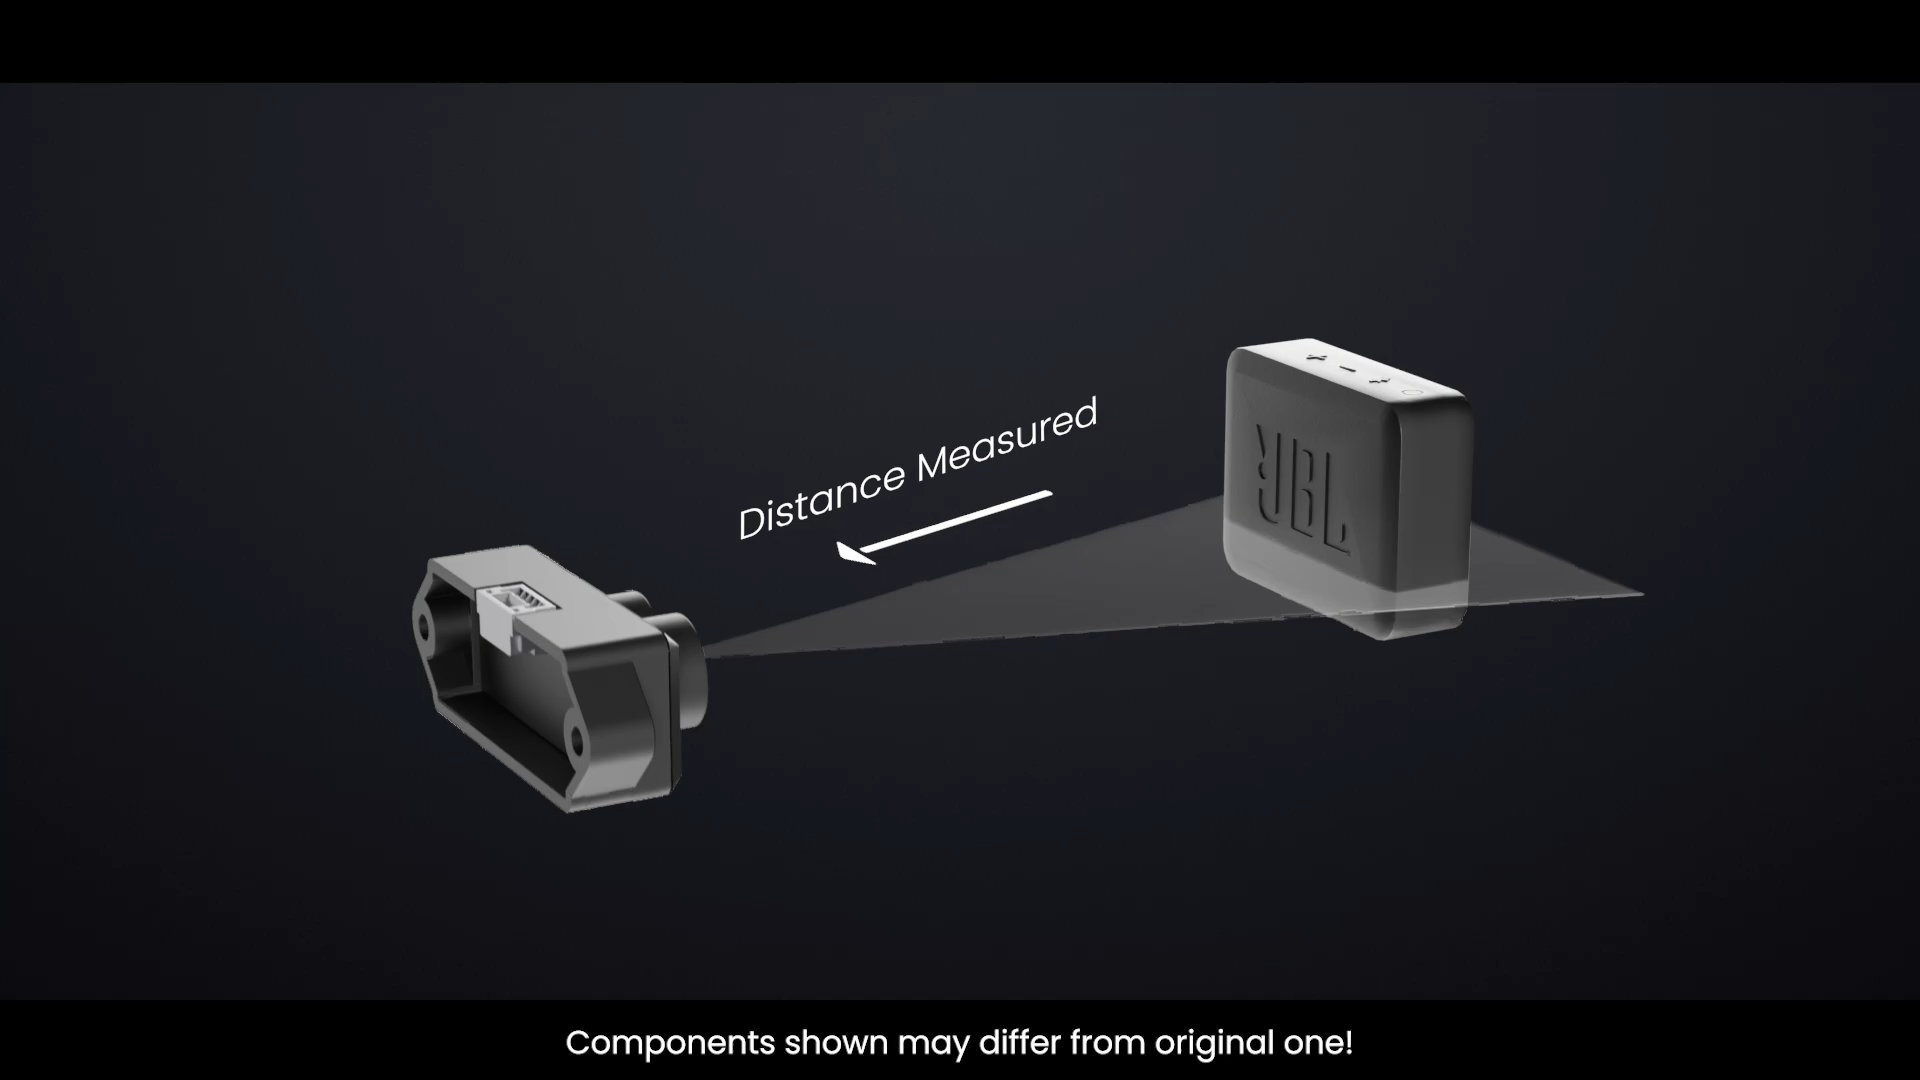 Distance Measured
JBL
Components shown may differ from original one!